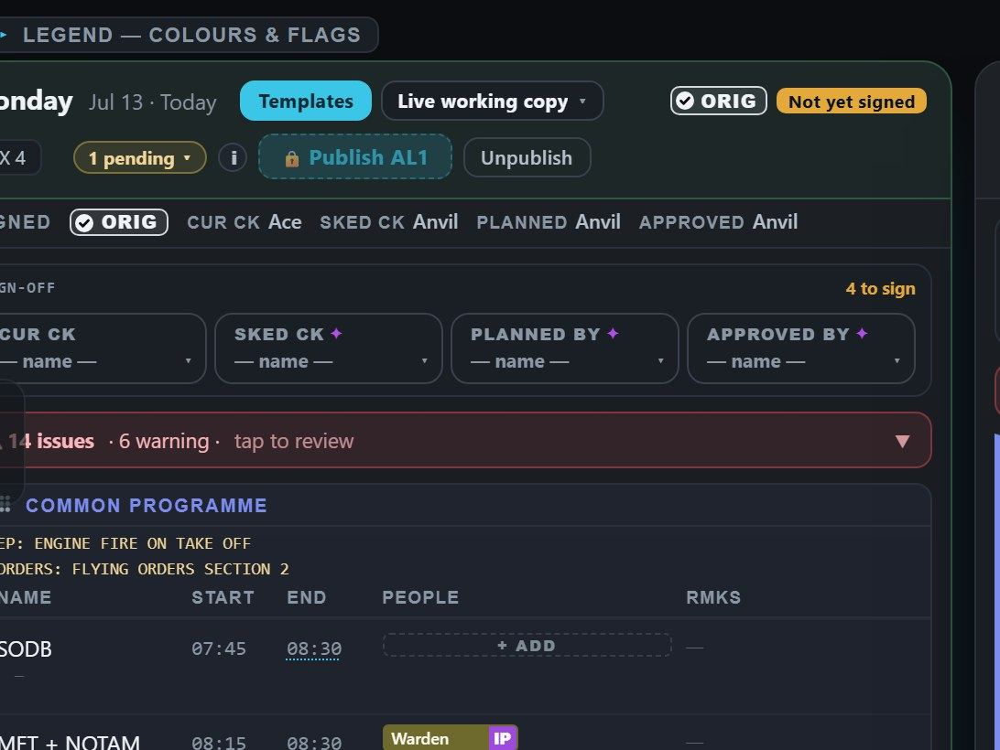 LEGEND — COLOURS & FLAGS
onday Jul 13 · Today Templates Live working copy ▾ ORIG Not yet signed
X 4 1 pending ▾ i Publish AL1 Unpublish
GNED ORIG CUR CK Ace SKED CK Anvil PLANNED Anvil APPROVED Anvil
GN-OFF 4 to sign
CUR CK SKED CK ✦ PLANNED BY ✦ APPROVED BY ✦
— name — ▾ — name — ▾ — name — ▾ — name — ▾
14 issues · 6 warning · tap to review ▼
COMMON PROGRAMME
EP: ENGINE FIRE ON TAKE OFF
ORDERS: FLYING ORDERS SECTION 2
NAME START END PEOPLE RMKS
SODB 07:45 08:30 + ADD —
—
MET + NOTAM 08:15 08:30 Warden IP —